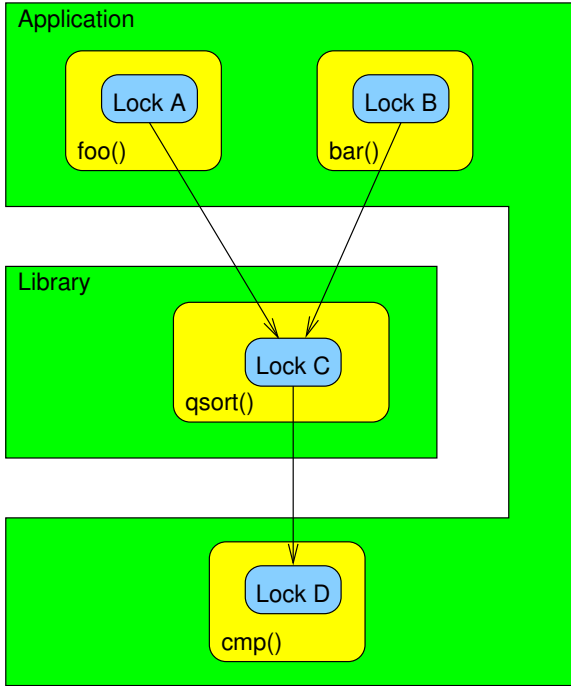 Application
Lock A
Lock B
foo()
bar()
Library
Lock C
qsort()
Lock D
cmp()